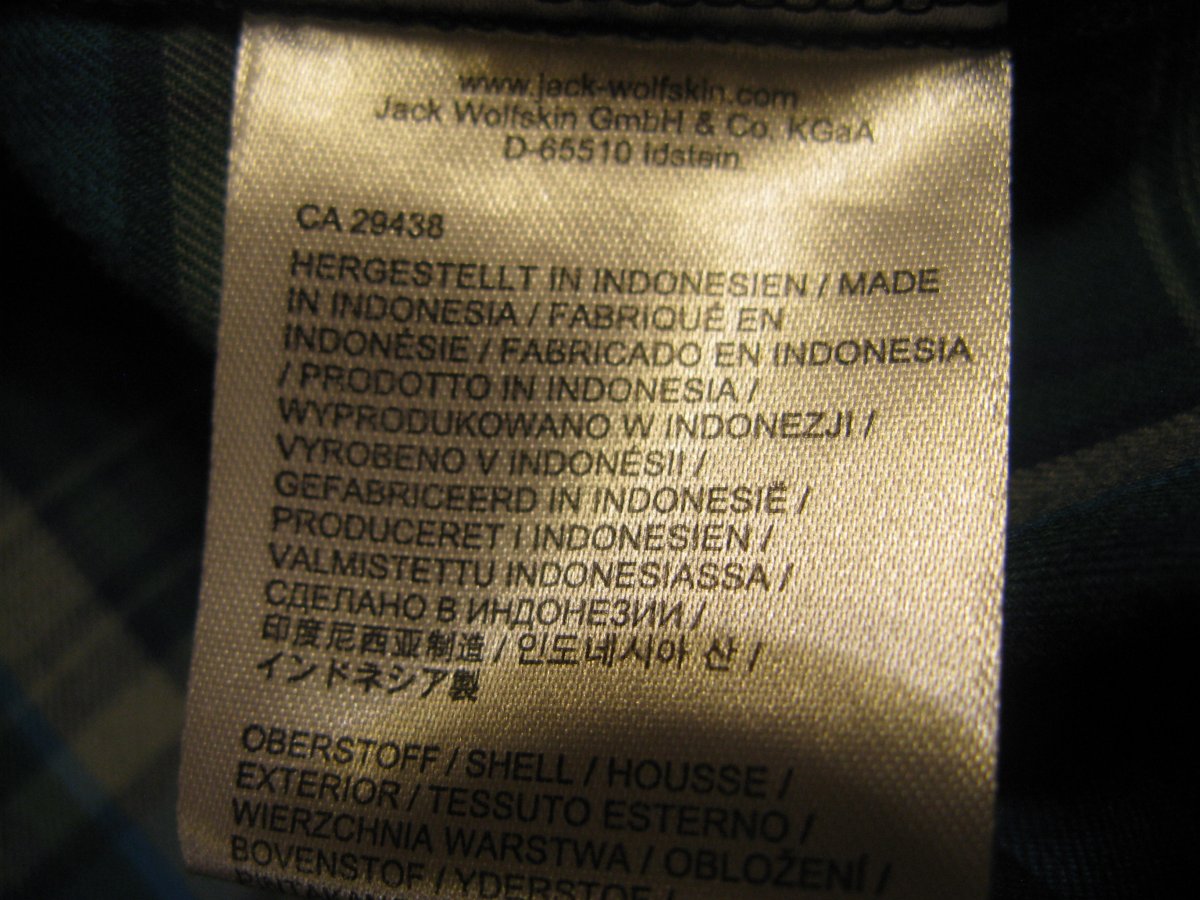 www.jack-wolfskin.com
Jack Wolfskin GmbH & Co. KGaA
D-65510 Idstein
CA 29438
HERGESTELLT IN INDONESIEN / MADE
IN INDONESIA / FABRIQUÉ EN
INDONÉSIE / FABRICADO EN INDONESIA
/ PRODOTTO IN INDONESIA /
WYPRODUKOWANO W INDONEZJI /
VYROBENO V INDONÉSII /
GEFABRICEERD IN INDONESIË /
PRODUCERET I INDONESIEN /
VALMISTETTU INDONESIASSA /
СДЕЛАНО В ИНДОНЕЗИИ /
印度尼西亚制造 / 인도네시아 산 /
インドネシア製
OBERSTOFF / SHELL / HOUSSE /
EXTERIOR / TESSUTO ESTERNO /
WIERZCHNIA WARSTWA / OBLOŽENÍ /
BOVENSTOF / YDERSTOF /